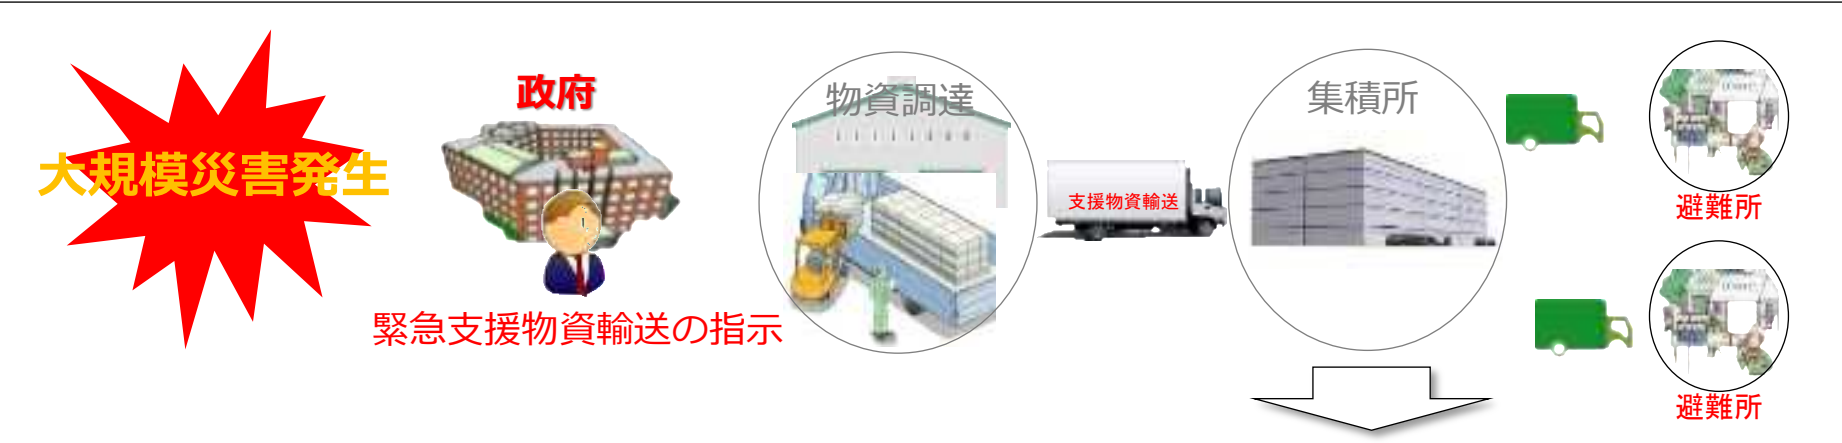 大規模災害発生
政府
緊急支援物資輸送の指示
物資調達
支援物資輸送
集積所
避難所
避難所